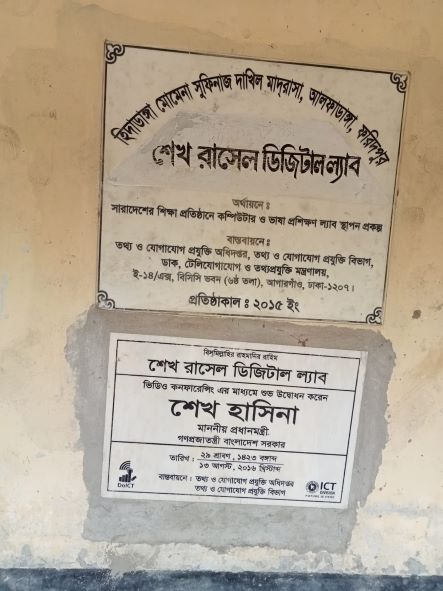 হিদাডাঙ্গা মোমেনা সুফিনাজ দাখিল মাদ্‌রাসা, আলফাডাঙ্গা, ফরিদপুর
শেখ রাসেল ডিজিটাল ল্যাব
অর্থায়নে ঃ
সারাদেশের শিক্ষা প্রতিষ্ঠানে কম্পিউটার ও ভাষা প্রশিক্ষণ ল্যাব স্থাপন প্রকল্প
বাস্তবায়নে ঃ
তথ্য ও যোগাযোগ প্রযুক্তি অধিদপ্তর, তথ্য ও যোগাযোগ প্রযুক্তি বিভাগ,
ডাক, টেলিযোগাযোগ ও তথ্যপ্রযুক্তি মন্ত্রণালয়,
ই-১৪/এক্স, বিসিসি ভবন (৬ষ্ঠ তলা), আগারগাঁও, ঢাকা-১২০৭।
প্রতিষ্ঠাকাল ঃ ২০১৫ ইং
বিস্‌মিল্লাহির রাহমানির রাহিম
শেখ রাসেল ডিজিটাল ল্যাব
ভিডিও কনফারেন্সিং এর মাধ্যমে শুভ উদ্বোধন করেন
শেখ হাসিনা
মাননীয় প্রধানমন্ত্রী
গণপ্রজাতন্ত্রী বাংলাদেশ সরকার
তারিখ : ২৯ শ্রাবণ, ১৪২৩ বঙ্গাব্দ
১৩ আগস্ট, ২০১৬ খ্রিস্টাব্দ
বাস্তবায়নে : তথ্য ও যোগাযোগ প্রযুক্তি অধিদপ্তর
তথ্য ও যোগাযোগ প্রযুক্তি বিভাগ
DoICT
ICT
DIVISION